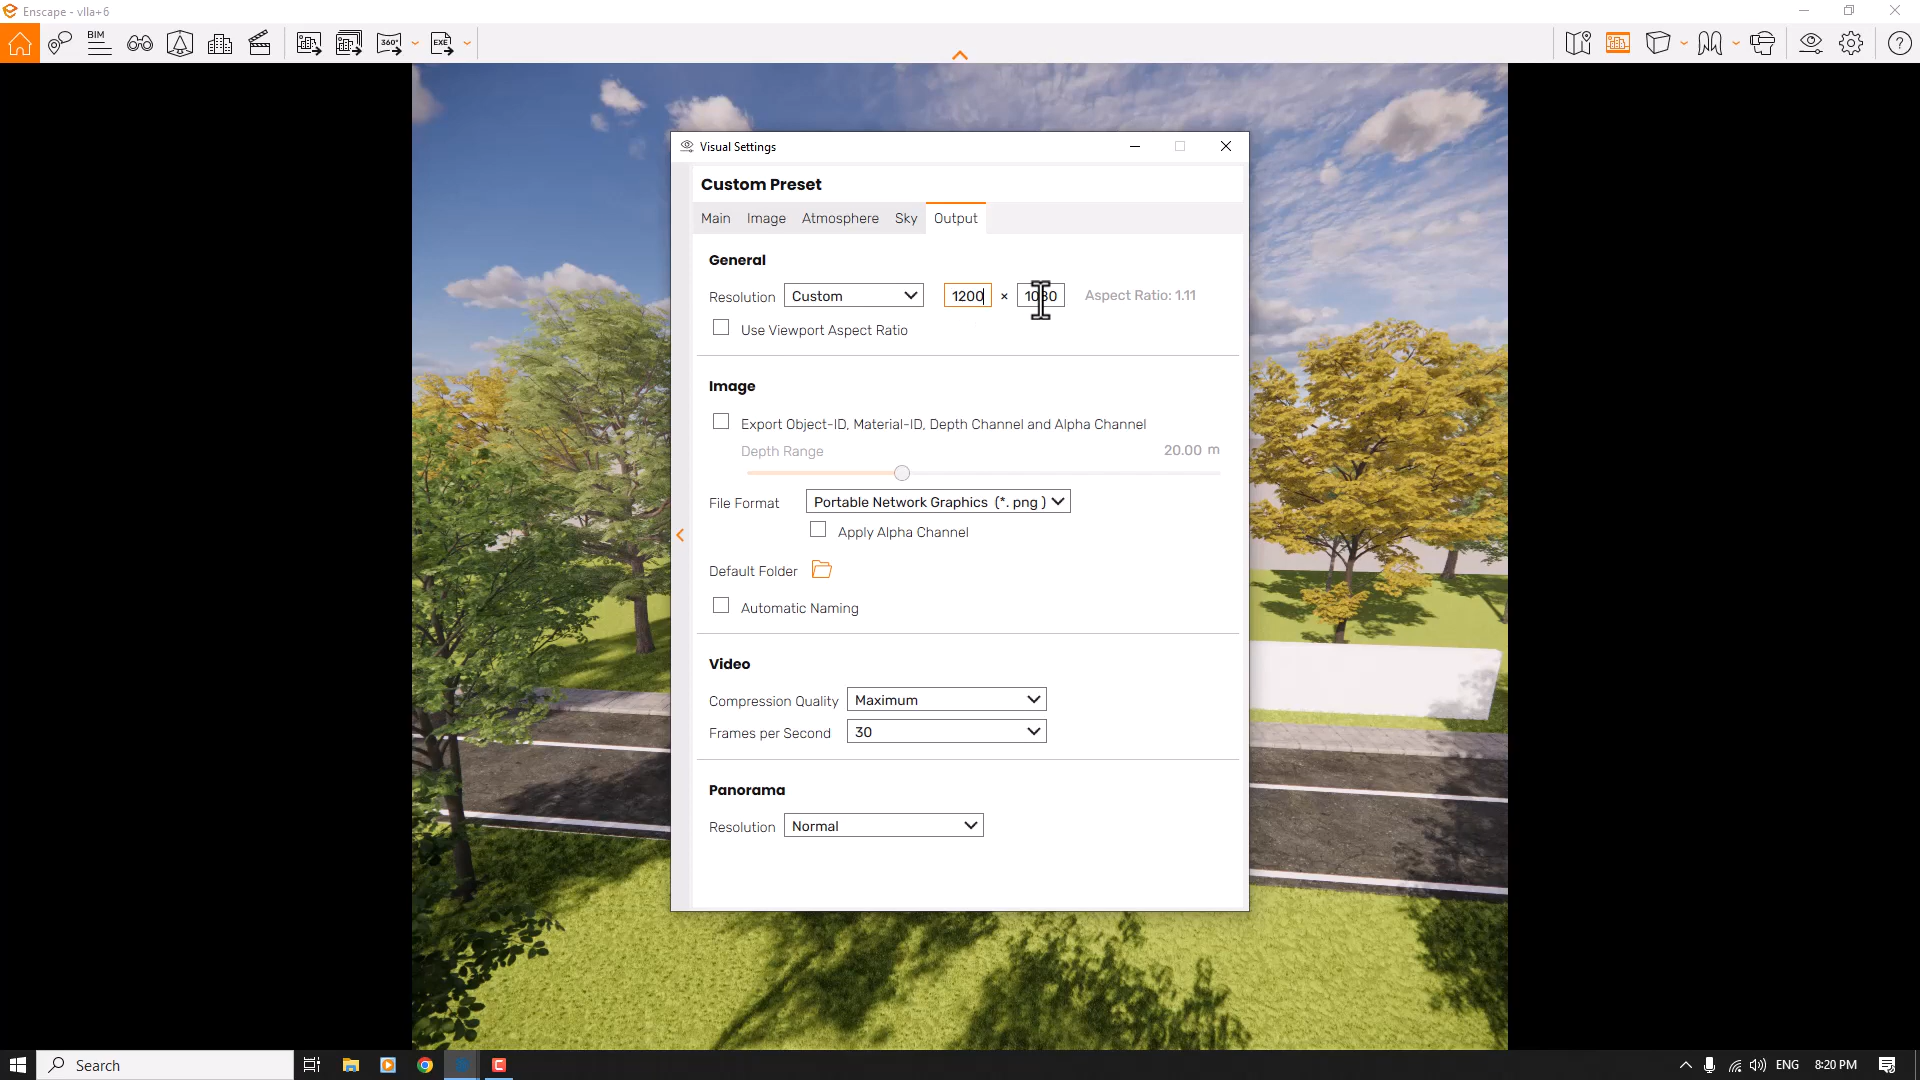 Enscape - vlla+6
BIM
360°
EXE
Visual Settings
Custom Preset
Main Image Atmosphere Sky Output
General
Resolution Custom 1200 × 1080 Aspect Ratio: 1.11
Use Viewport Aspect Ratio
Image
Export Object-ID, Material-ID, Depth Channel and Alpha Channel
Depth Range 20.00 m
File Format Portable Network Graphics (*. png )
Apply Alpha Channel
Default Folder
Automatic Naming
Video
Compression Quality Maximum
Frames per Second 30
Panorama
Resolution Normal
Search ENG 8:20 PM